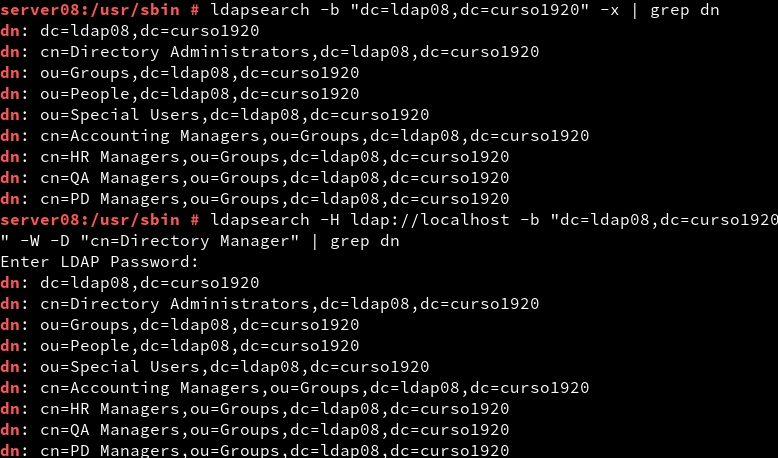 server08:/usr/sbin # ldapsearch -b "dc=ldap08,dc=curso1920" -x | grep dn
dn: dc=ldap08,dc=curso1920
dn: cn=Directory Administrators,dc=ldap08,dc=curso1920
dn: ou=Groups,dc=ldap08,dc=curso1920
dn: ou=People,dc=ldap08,dc=curso1920
dn: ou=Special Users,dc=ldap08,dc=curso1920
dn: cn=Accounting Managers,ou=Groups,dc=ldap08,dc=curso1920
dn: cn=HR Managers,ou=Groups,dc=ldap08,dc=curso1920
dn: cn=QA Managers,ou=Groups,dc=ldap08,dc=curso1920
dn: cn=PD Managers,ou=Groups,dc=ldap08,dc=curso1920
server08:/usr/sbin # ldapsearch -H ldap://localhost -b "dc=ldap08,dc=curso1920
" -W -D "cn=Directory Manager" | grep dn
Enter LDAP Password:
dn: dc=ldap08,dc=curso1920
dn: cn=Directory Administrators,dc=ldap08,dc=curso1920
dn: ou=Groups,dc=ldap08,dc=curso1920
dn: ou=People,dc=ldap08,dc=curso1920
dn: ou=Special Users,dc=ldap08,dc=curso1920
dn: cn=Accounting Managers,ou=Groups,dc=ldap08,dc=curso1920
dn: cn=HR Managers,ou=Groups,dc=ldap08,dc=curso1920
dn: cn=QA Managers,ou=Groups,dc=ldap08,dc=curso1920
dn: cn=PD Managers,ou=Groups,dc=ldap08,dc=curso1920